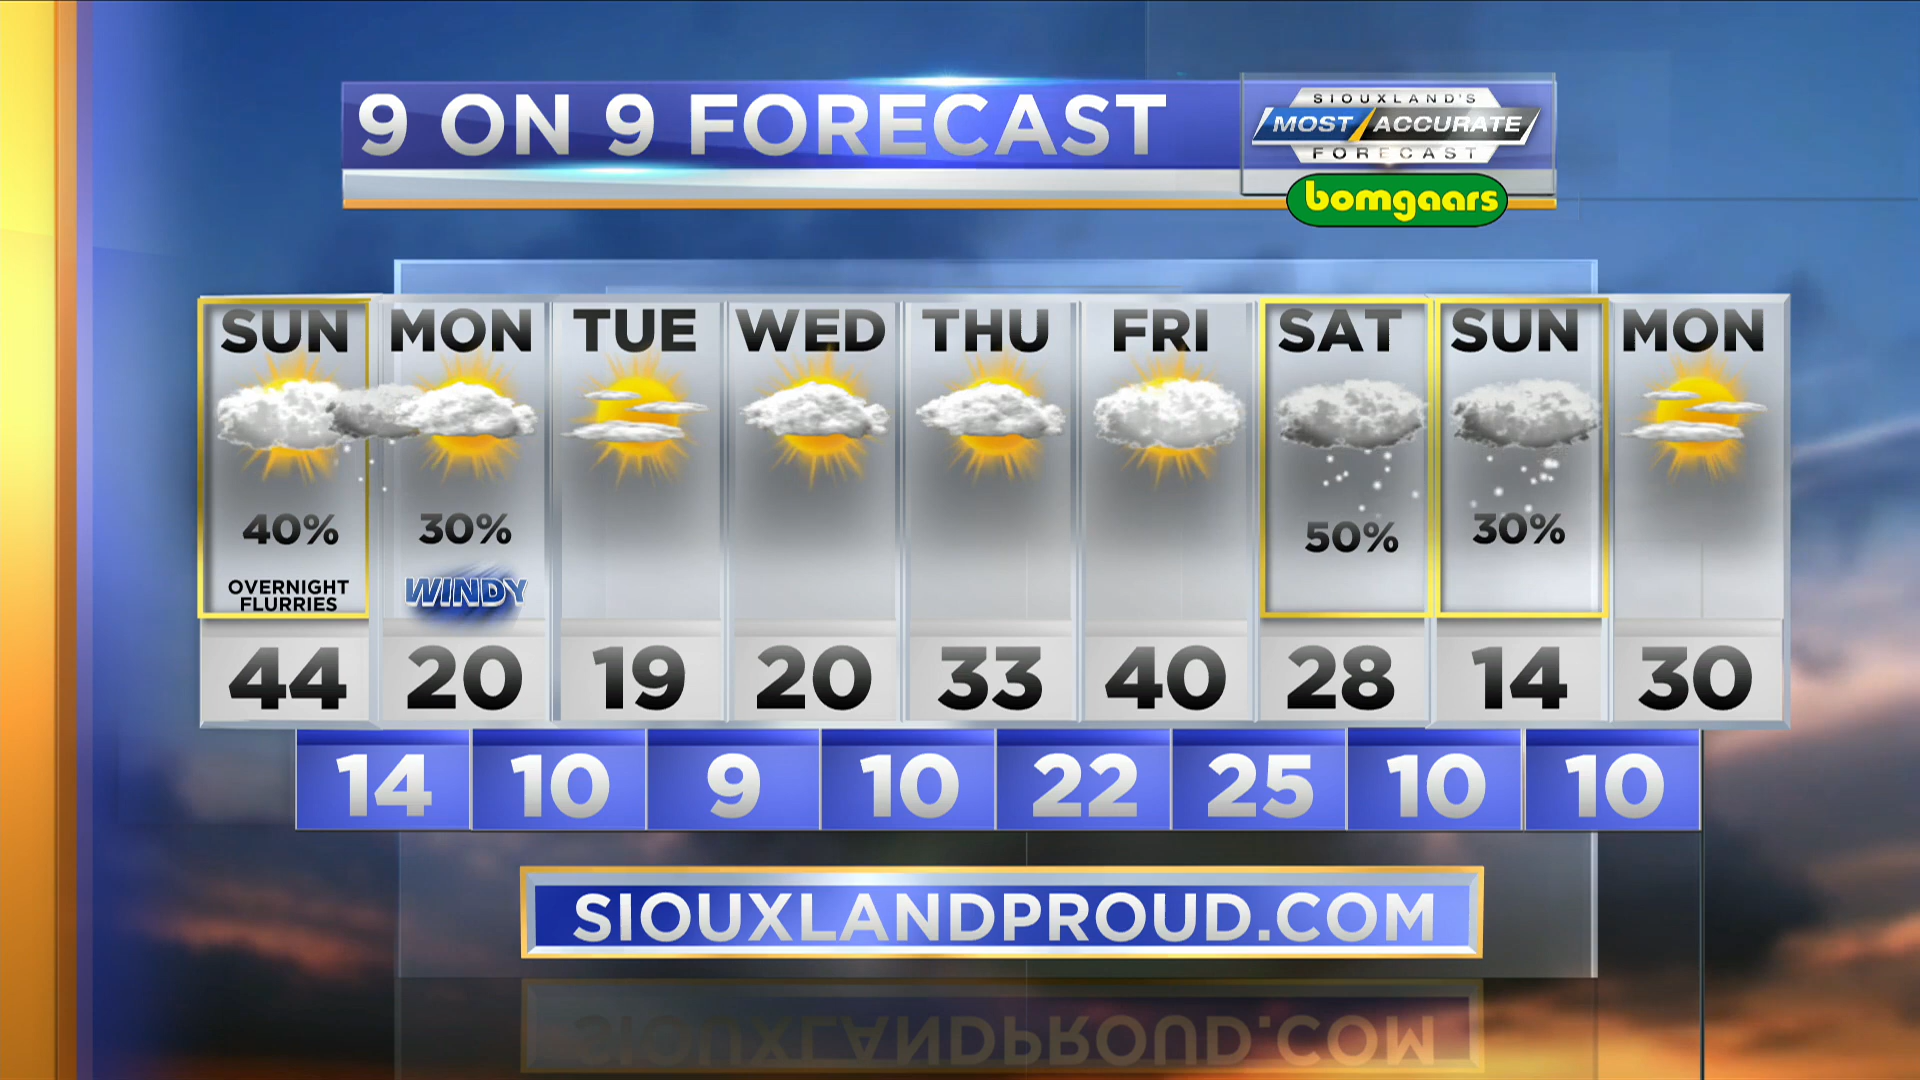 9 ON 9 FORECAST
SIOUXLAND'S
MOST ACCURATE
FORECAST
bomgaars
SUN MON TUE WED THU FRI SAT SUN MON
40% 30% 50% 30%
OVERNIGHT
FLURRIES
WINDY
44 20 19 20 33 40 28 14 30
14 10 9 10 22 25 10 10
SIOUXLANDPROUD.COM